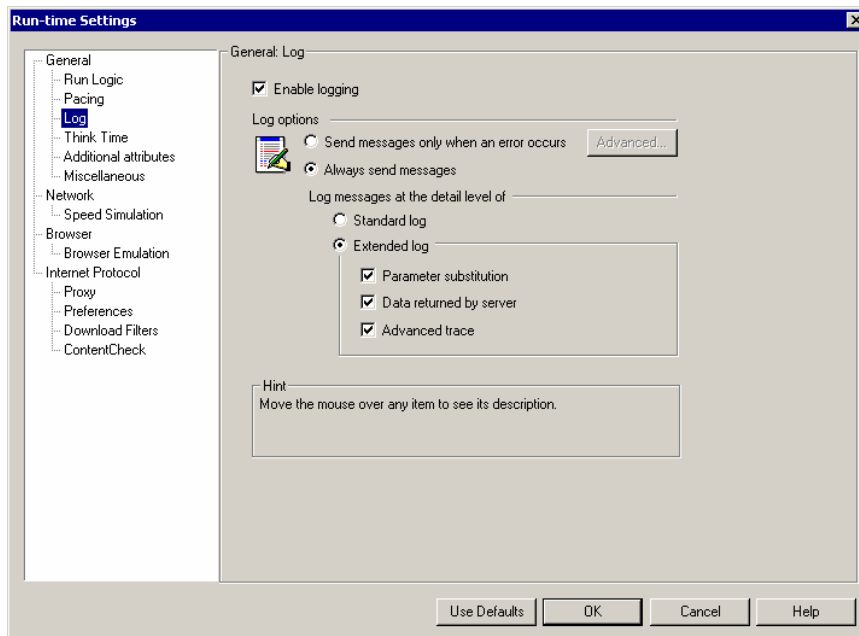 Run-time Settings
General
Run Logic
Pacing
Log
Think Time
Additional attributes
Miscellaneous
Network
Speed Simulation
Browser
Browser Emulation
Internet Protocol
Proxy
Preferences
Download Filters
ContentCheck
General: Log
Enable logging
Log options
Send messages only when an error occurs
Advanced...
Always send messages
Log messages at the detail level of
Standard log
Extended log
Parameter substitution
Data returned by server
Advanced trace
Hint
Move the mouse over any item to see its description.
Use Defaults
OK
Cancel
Help